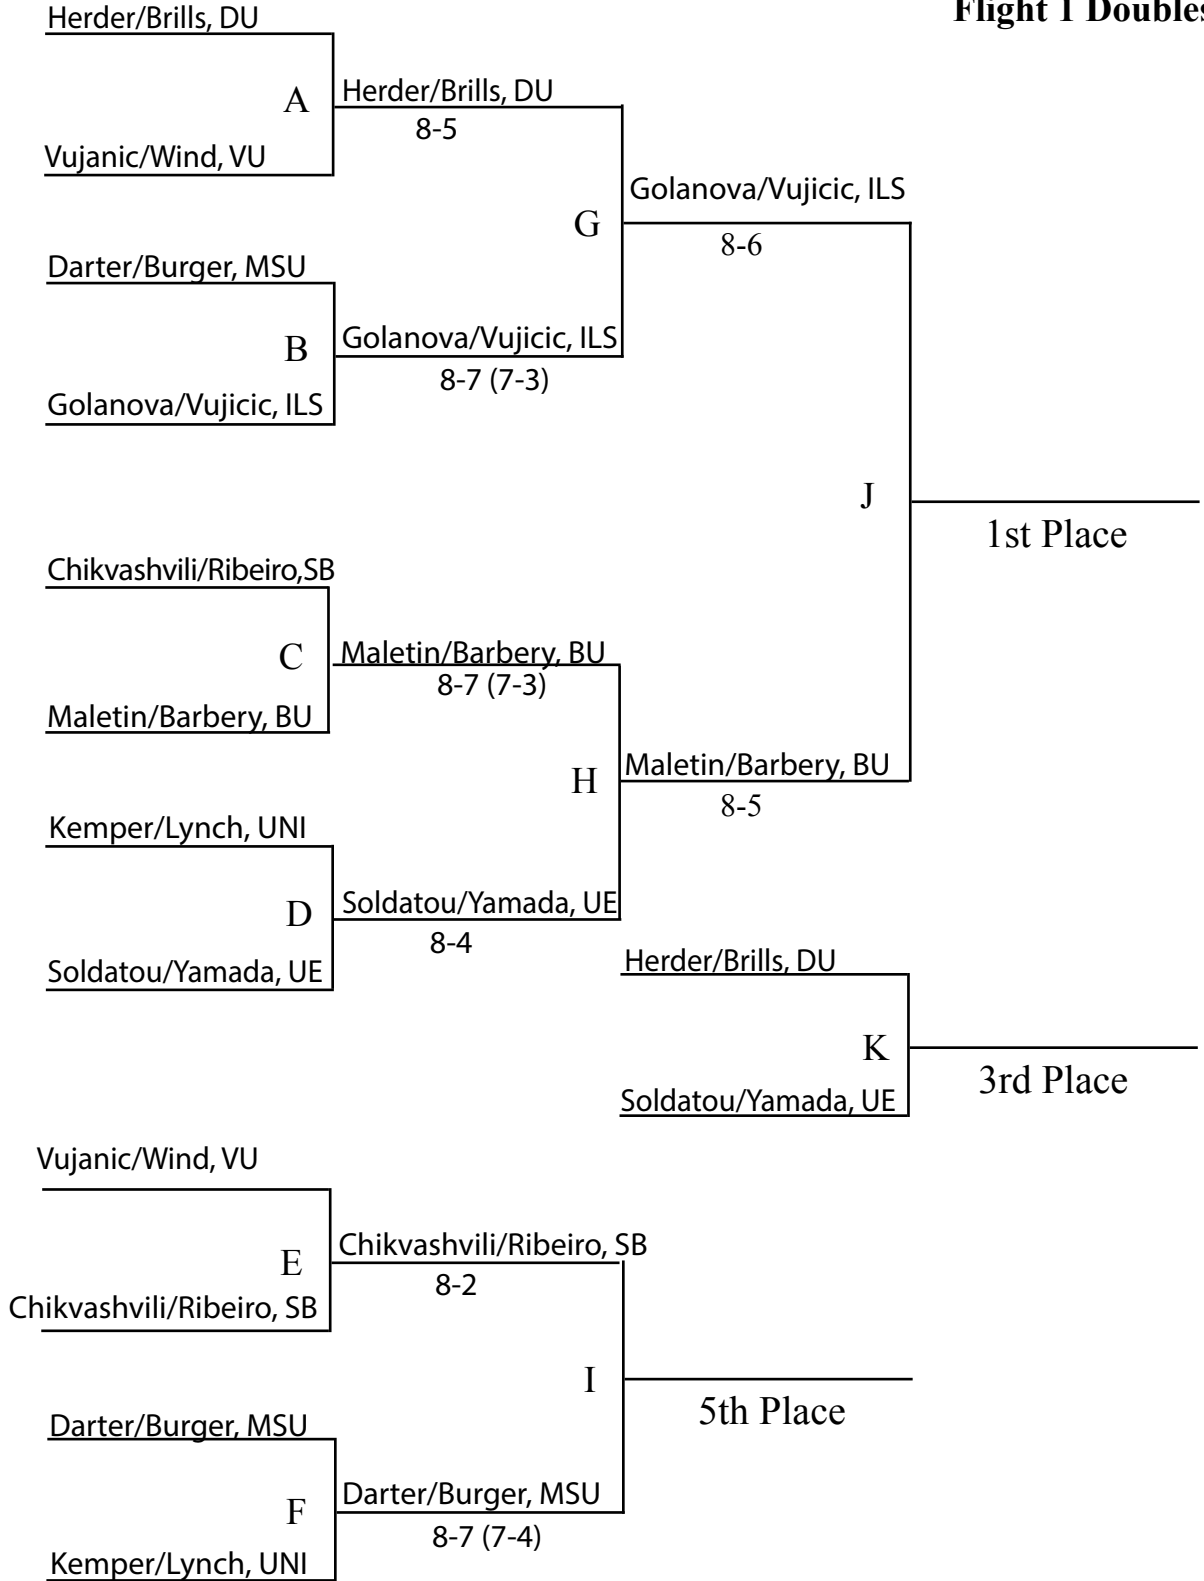 Flight 1 Doubles
Herder/Brills, DU
A
Herder/Brills, DU
8-5
Vujanic/Wind, VU
G
Golanova/Vujicic, ILS
8-6
Darter/Burger, MSU
B
Golanova/Vujicic, ILS
8-7 (7-3)
Golanova/Vujicic, ILS
J
1st Place
Chikvashvili/Ribeiro,SB
C
Maletin/Barbery, BU
8-7 (7-3)
Maletin/Barbery, BU
H
Maletin/Barbery, BU
8-5
Kemper/Lynch, UNI
D
Soldatou/Yamada, UE
8-4
Soldatou/Yamada, UE
Herder/Brills, DU
K
3rd Place
Soldatou/Yamada, UE
Vujanic/Wind, VU
E
Chikvashvili/Ribeiro, SB
8-2
Chikvashvili/Ribeiro, SB
I
5th Place
Darter/Burger, MSU
F
Darter/Burger, MSU
8-7 (7-4)
Kemper/Lynch, UNI